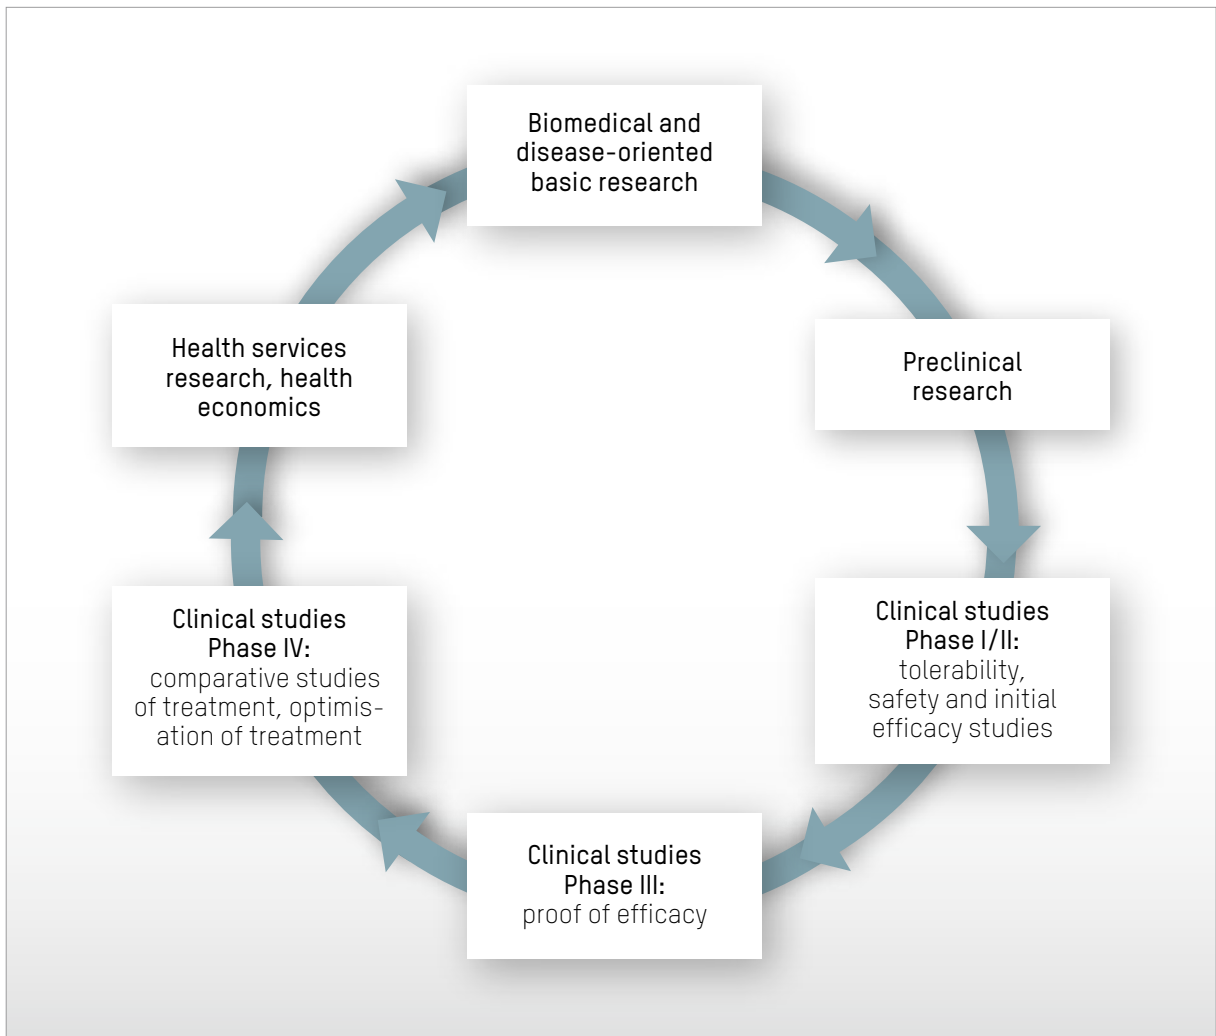 Biomedical and
disease-oriented
basic research
Preclinical
research
Clinical studies
Phase I/II:
tolerability,
safety and initial
efficacy studies
Clinical studies
Phase III:
proof of efficacy
Clinical studies
Phase IV:
comparative studies
of treatment, optimis-
ation of treatment
Health services
research, health
economics